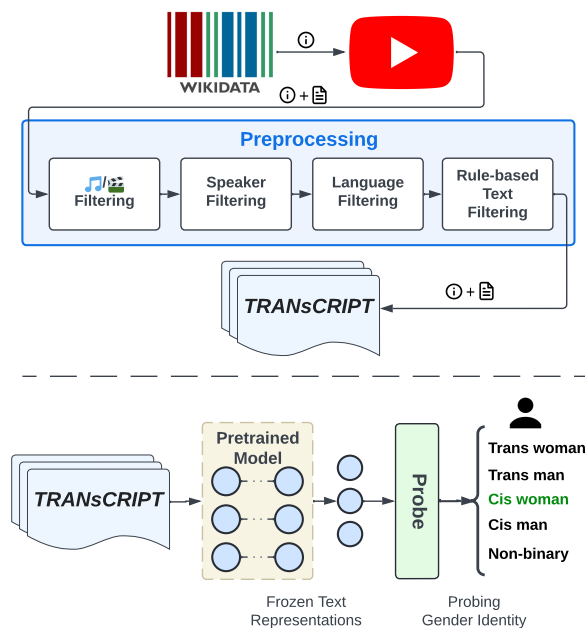 WIKIDATA
+
Preprocessing
/
Filtering
Speaker
Filtering
Language
Filtering
Rule-based
Text
Filtering
+
TRANsCRIPT
TRANsCRIPT
Pretrained
Model
Probe
Trans woman
Trans man
Cis woman
Cis man
Non-binary
Frozen Text
Representations
Probing
Gender Identity